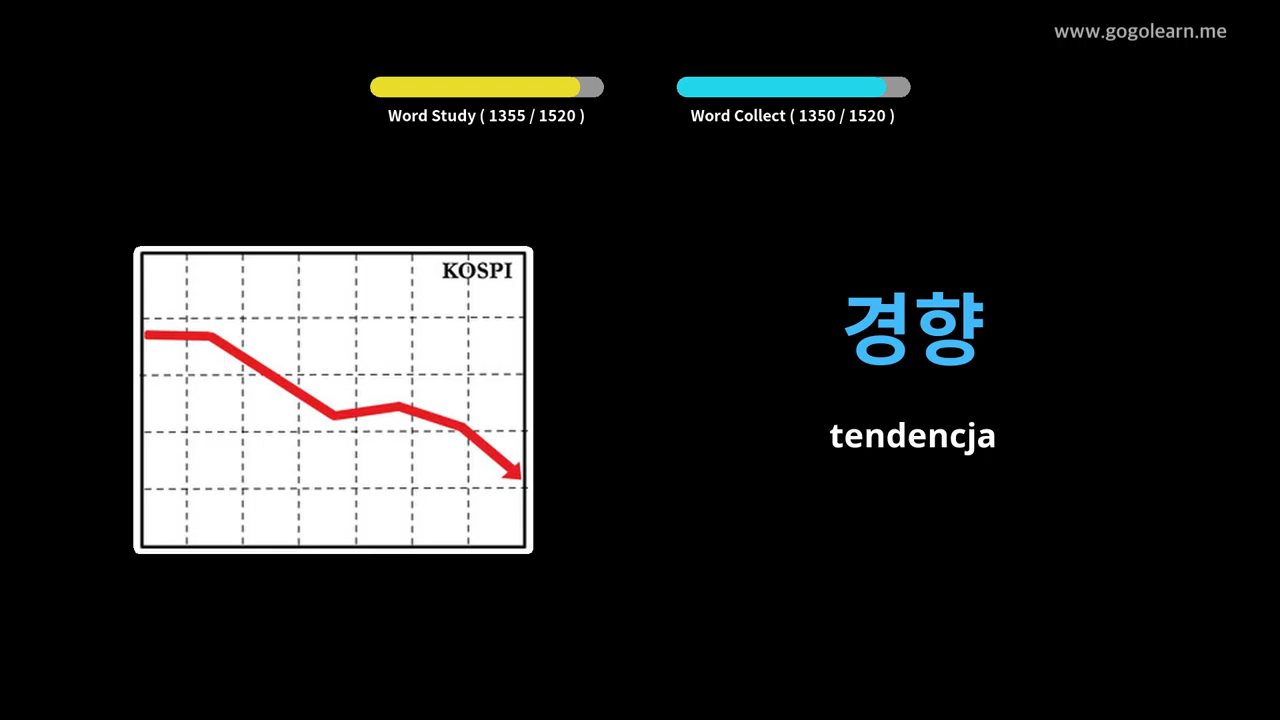 www.gogolearn.me
Word Study ( 1355 / 1520 )
Word Collect ( 1350 / 1520 )
KOSPI
경향
tendencja